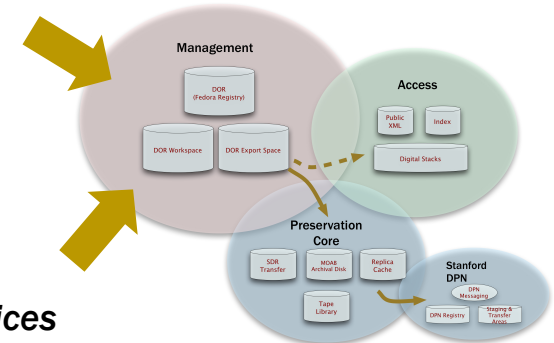 Management
DOR
(Fedora Registry)
DOR Workspace
DOR Export Space
Access
Public
XML
Index
Digital Stacks
Preservation
Core
SDR
Transfer
MOAB
Archival Disk
Replica
Cache
Tape
Library
Stanford
DPN
DPN
Messaging
DPN Registry
Staging &
Transfer
Areas
ices